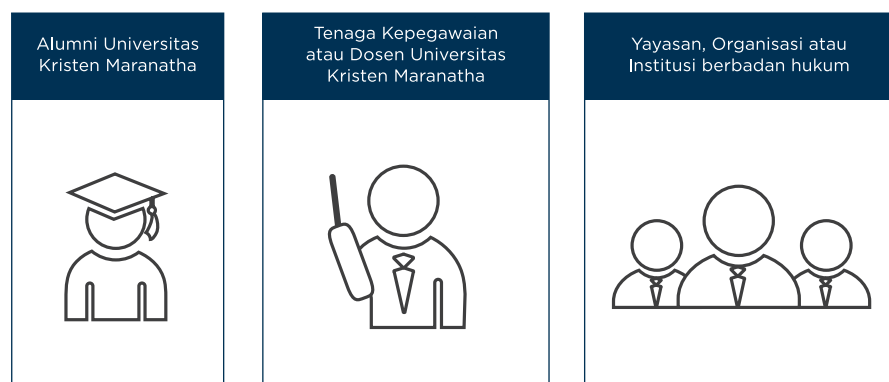 Alumni Universitas
Kristen Maranatha
Tenaga Kepegawaian
atau Dosen Universitas
Kristen Maranatha
Yayasan, Organisasi atau
Institusi berbadan hukum